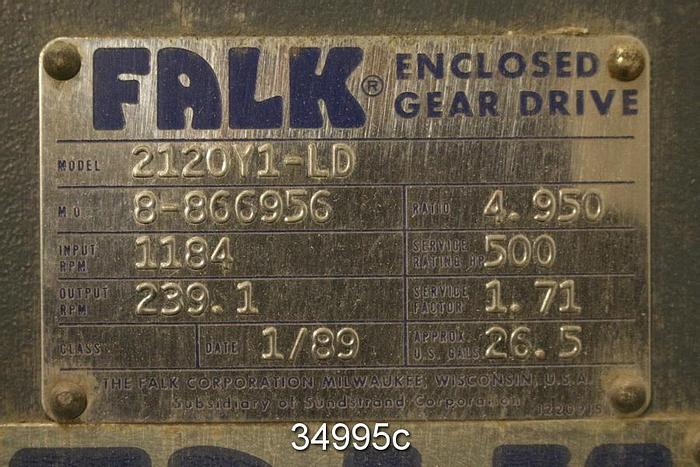 FALK® ENCLOSED
GEAR DRIVE
MODEL 2120Y1-LD
M O 8-866956 RATIO 4.950
INPUT RPM 1184 SERVICE RATING HP 500
OUTPUT RPM 239.1 SERVICE FACTOR 1.71
CLASS DATE 1/89 APPROX. U.S. GALS 26.5
THE FALK CORPORATION MILWAUKEE, WISCONSIN, U.S.A.
Subsidiary of Sundstrand Corporation
34995c